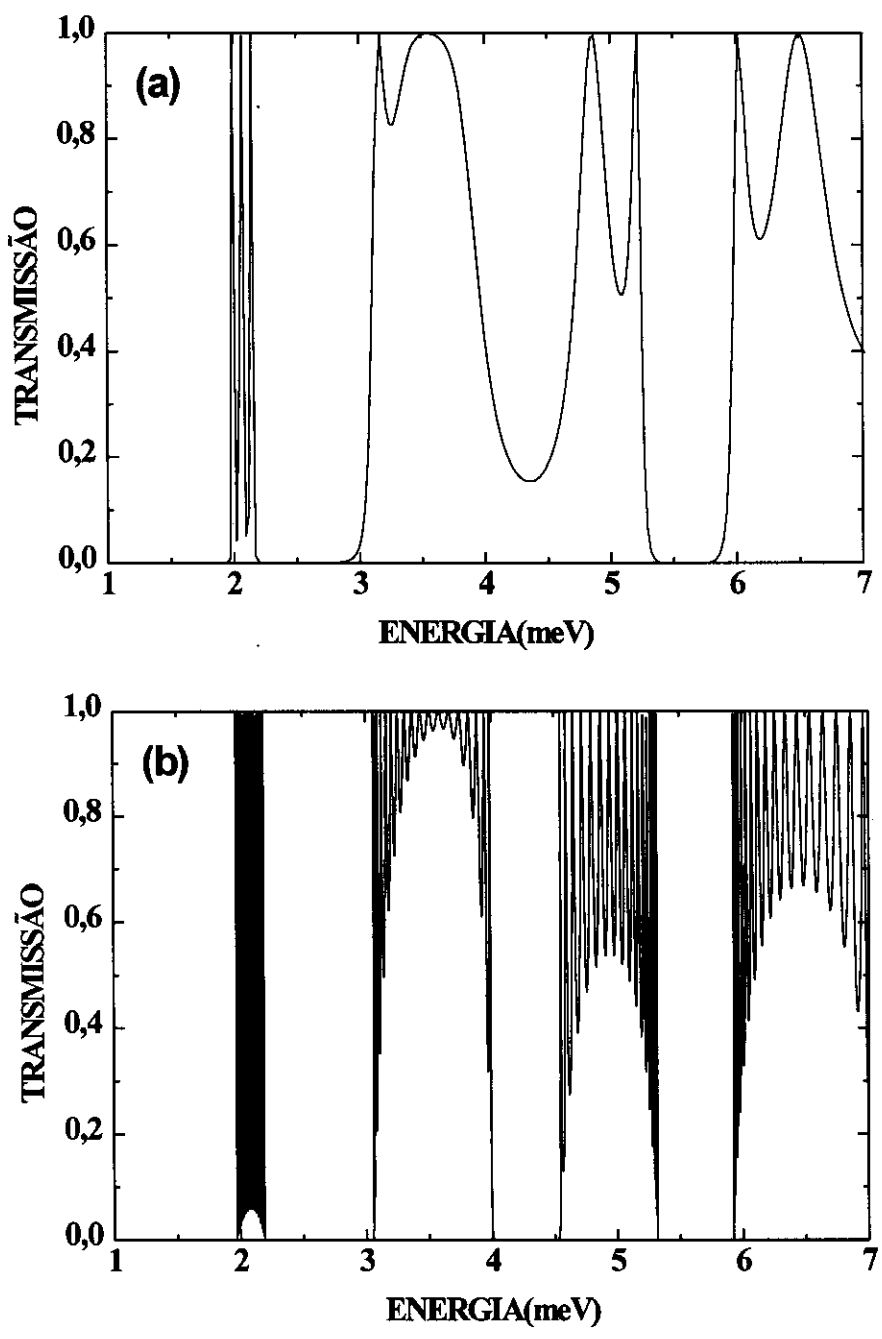 1,0
(a)
0,8
0,6
0,4
0,2
0,0
TRANSMISSÃO
1 2 3 4 5 6 7
ENERGIA(meV)
1,0
(b)
0,8
0,6
0,4
0,2
0,0
TRANSMISSÃO
1 2 3 4 5 6 7
ENERGIA(meV)